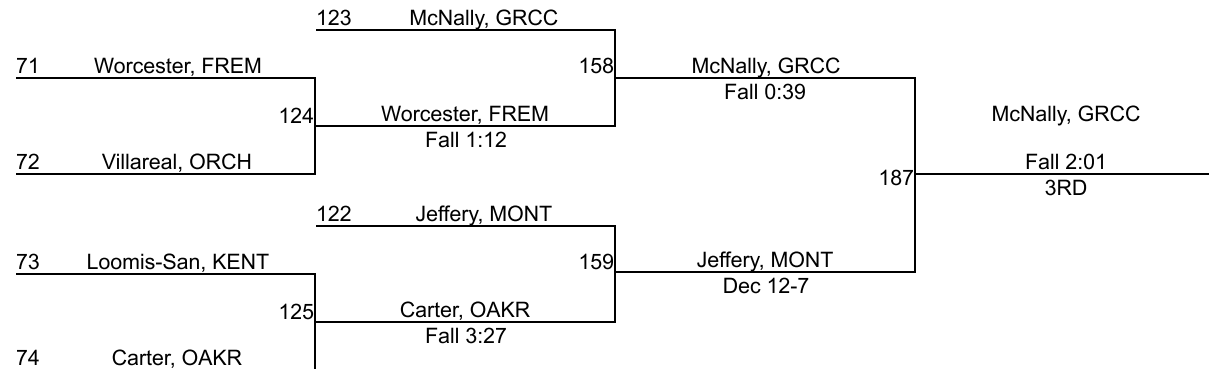 123 McNally, GRCC
71 Worcester, FREM
158 McNally, GRCC
Fall 0:39
124 Worcester, FREM
Fall 1:12
McNally, GRCC
72 Villareal, ORCH
Fall 2:01
187
3RD
122 Jeffery, MONT
73 Loomis-San, KENT
159 Jeffery, MONT
Dec 12-7
125 Carter, OAKR
Fall 3:27
74 Carter, OAKR